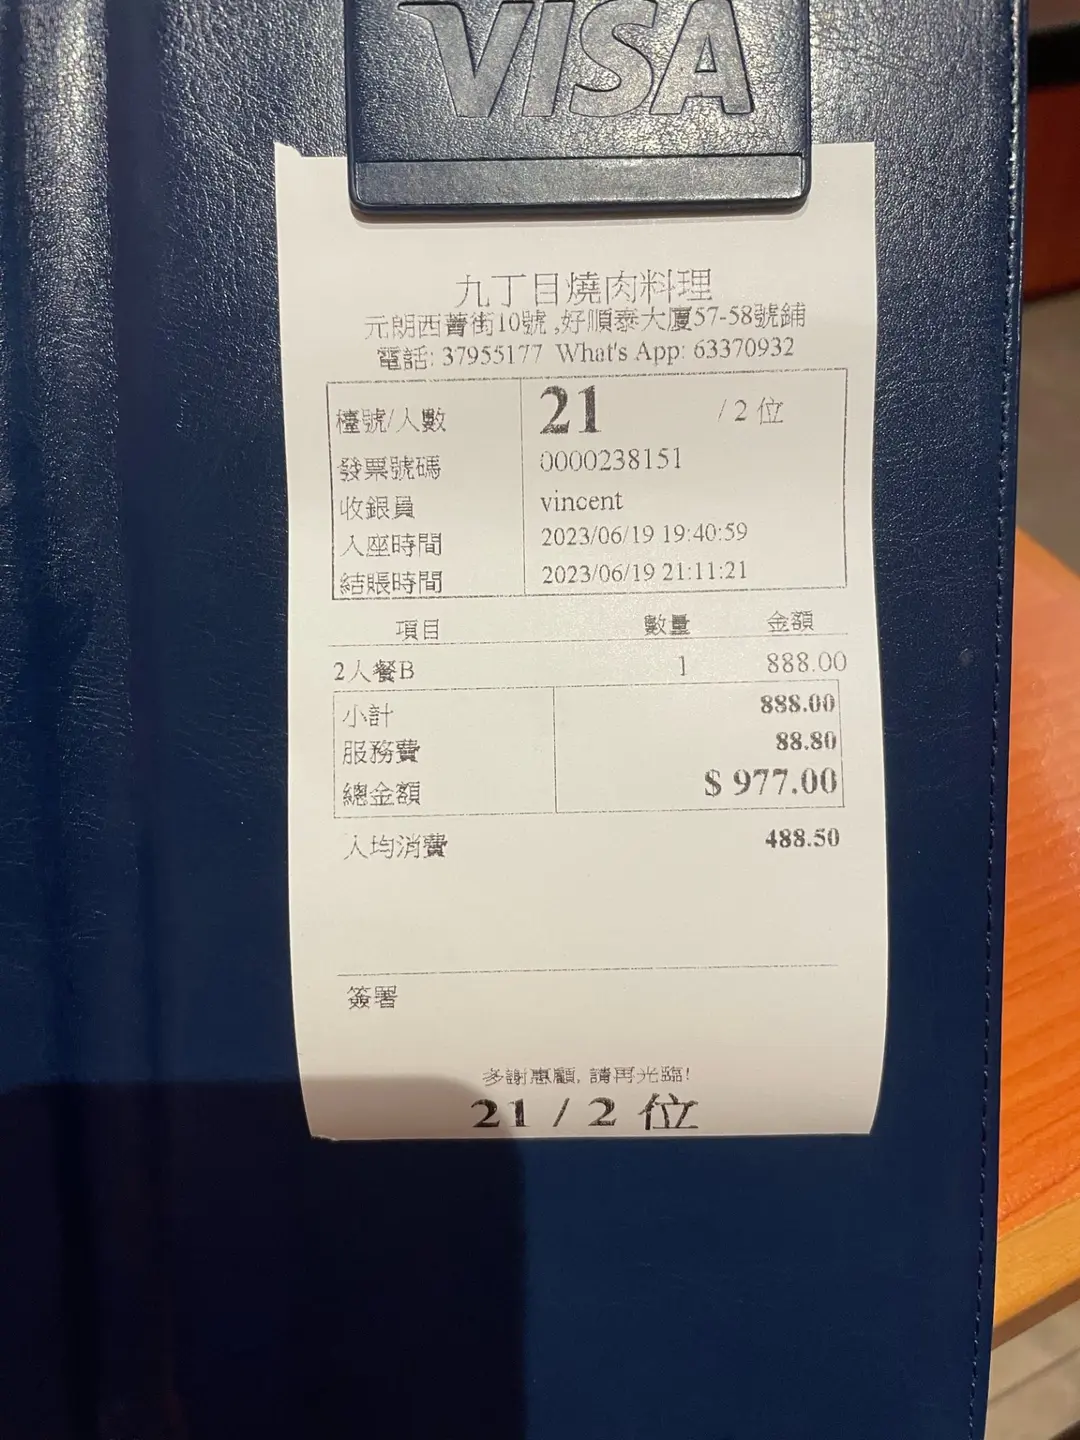 VISA
九丁目燒肉料理
元朗西菁街10號 ,好順泰大廈57-58號鋪
電話: 37955177 What's App: 63370932
檯號/人數 21 / 2 位
發票號碼 0000238151
收銀員 vincent
入座時間 2023/06/19 19:40:59
結賬時間 2023/06/19 21:11:21
項目 數量 金額
2人餐B 1 888.00
小計 888.00
服務費 88.80
總金額 $ 977.00
人均消費 488.50
簽署
多謝惠顧, 請再光臨!
21 / 2 位